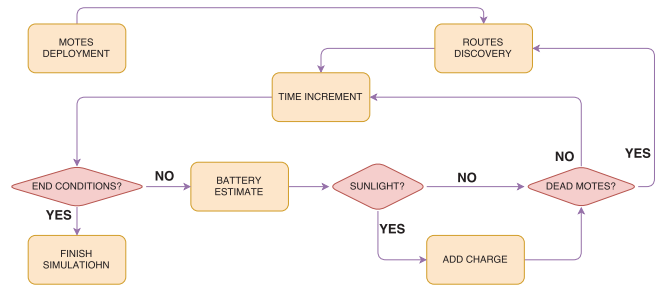 MOTES
DEPLOYMENT
ROUTES
DISCOVERY
TIME INCREMENT
END CONDITIONS?
NO
BATTERY
ESTIMATE
SUNLIGHT?
NO
DEAD MOTES?
NO
YES
YES
YES
FINISH
SIMULATIOHN
ADD CHARGE